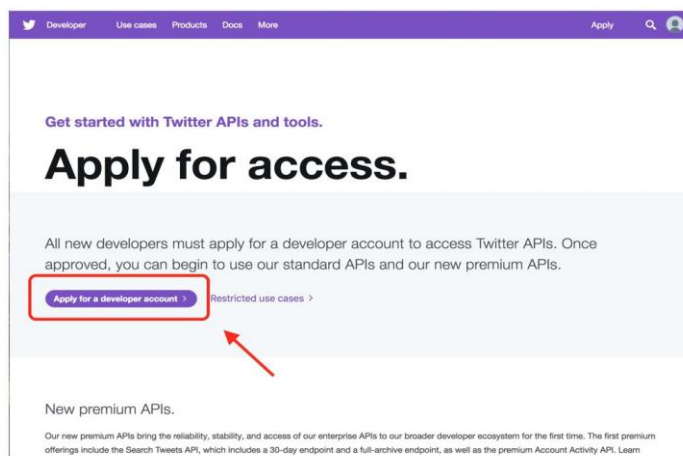 Developer Use cases Products Docs More Apply
Get started with Twitter APIs and tools.
Apply for access.
All new developers must apply for a developer account to access Twitter APIs. Once
approved, you can begin to use our standard APIs and our new premium APIs.
Apply for a developer account > Restricted use cases >
New premium APIs.
Our new premium APIs bring the reliability, stability, and access of our enterprise APIs to our broader developer ecosystem for the first time. The first premium
offerings include the Search Tweets API, which includes a 30-day endpoint and a full-archive endpoint, as well as the premium Account Activity API. Learn